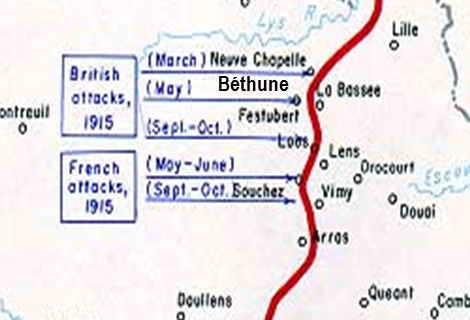 Lys R.
Lille
British
attacks,
1915
(March) Neuve Chapelle
(May)
Béthune
La Bassee
Festubert
(Sept.-Oct.)
Loos
ontreuil
French
attacks,
1915
(May-June)
Lens
Drocourt
(Sept.-Oct. Souchez
Vimy
Escau
Douai
Arras
Doullens
Queant
Camb